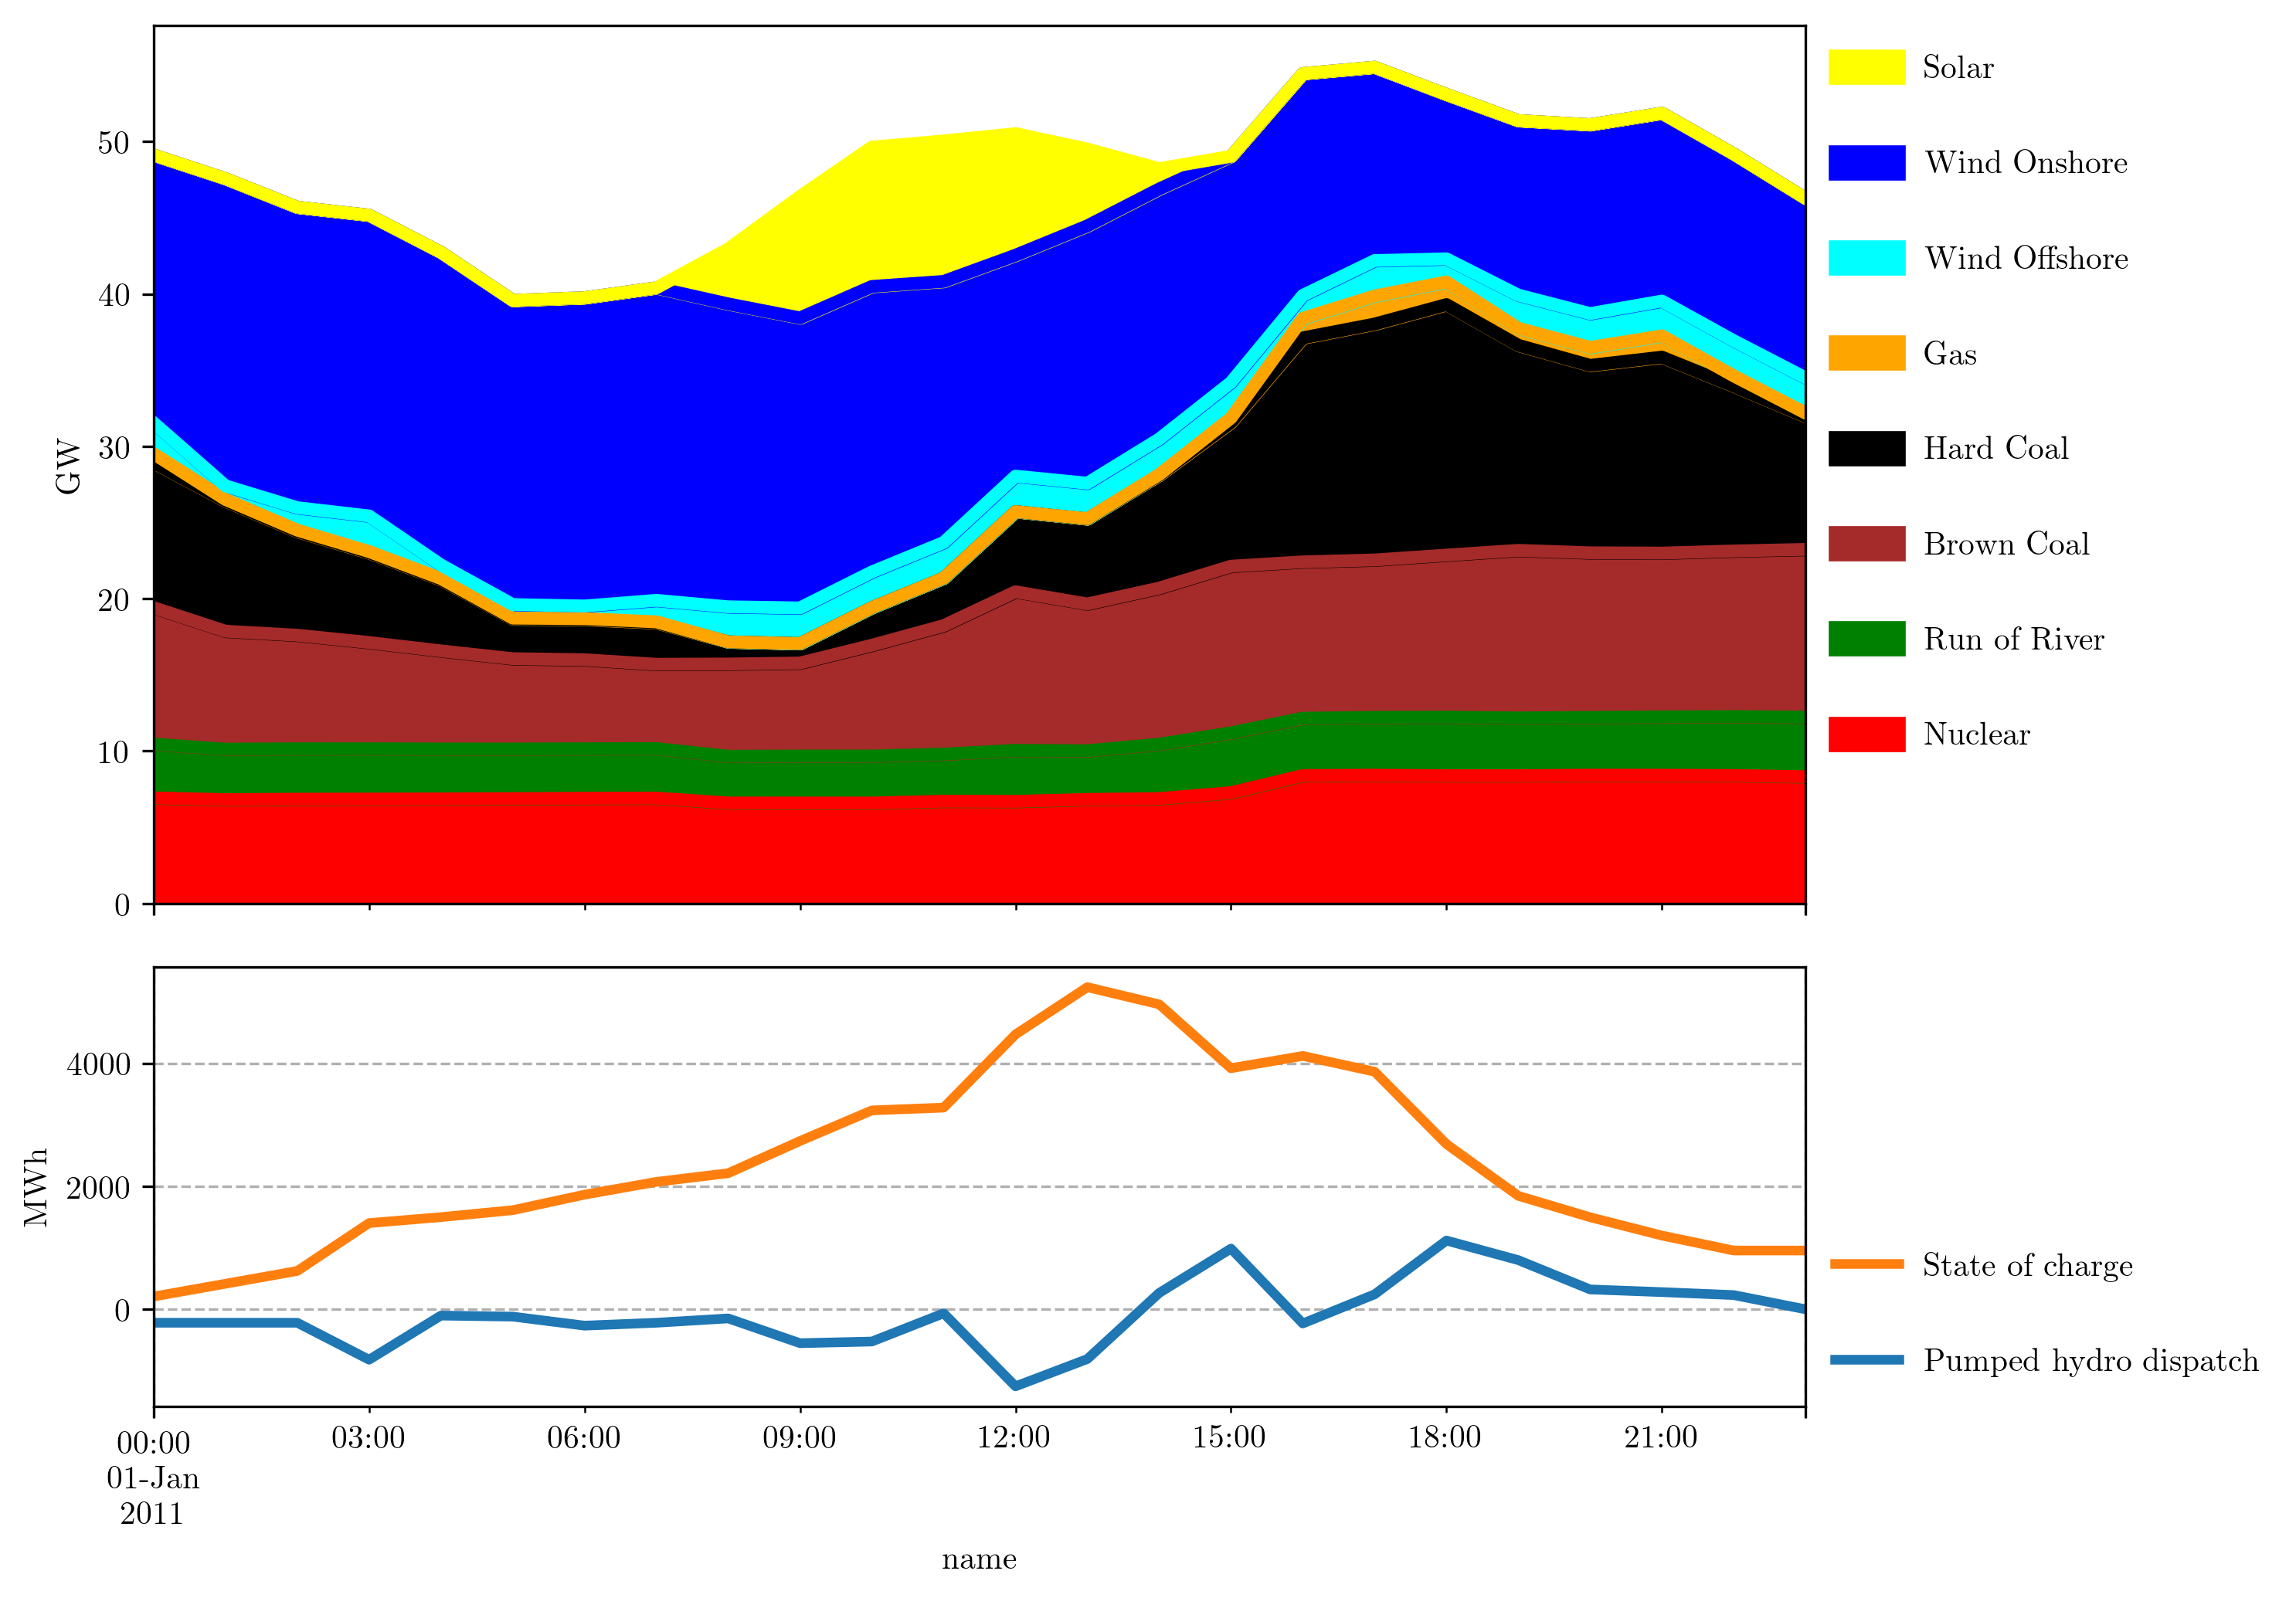 GW
50
40
30
20
10
0
Solar
Wind Onshore
Wind Offshore
Gas
Hard Coal
Brown Coal
Run of River
Nuclear
MWh
4000
2000
0
State of charge
Pumped hydro dispatch
00:00 03:00 06:00 09:00 12:00 15:00 18:00 21:00
01-Jan
2011
name